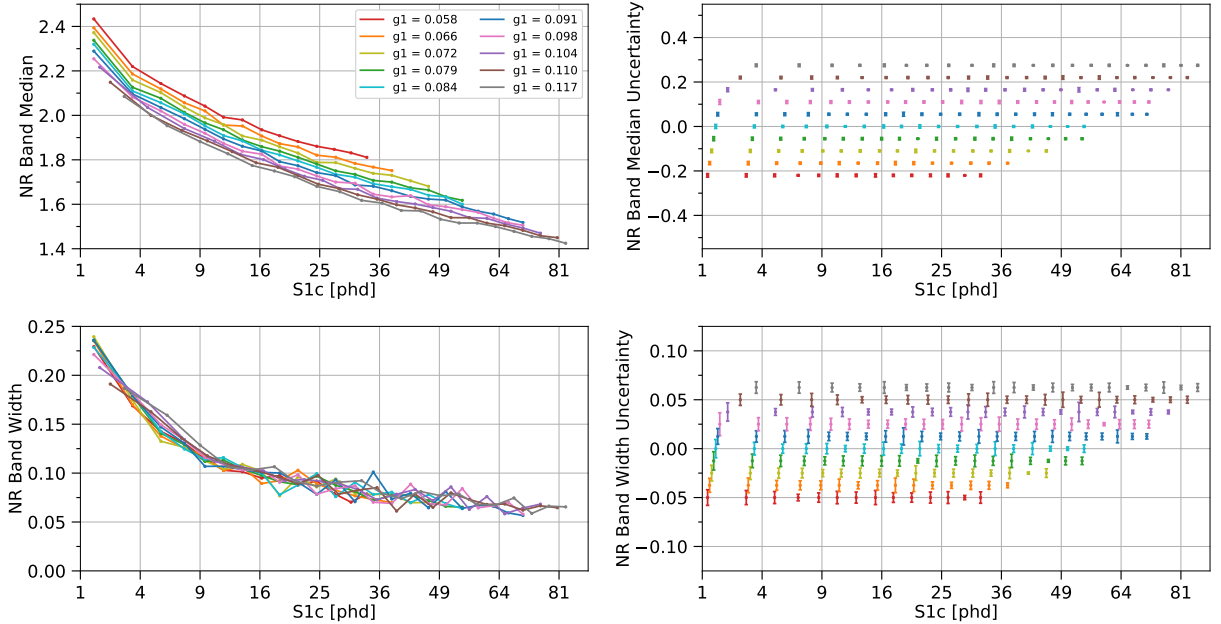 NR Band Median
2.4
2.2
2.0
1.8
1.6
1.4
1 4 9 16 25 36 49 64 81
S1c [phd]
g1 = 0.058 g1 = 0.091
g1 = 0.066 g1 = 0.098
g1 = 0.072 g1 = 0.104
g1 = 0.079 g1 = 0.110
g1 = 0.084 g1 = 0.117
NR Band Median Uncertainty
0.4
0.2
0.0
−0.2
−0.4
1 4 9 16 25 36 49 64 81
S1c [phd]
NR Band Width
0.25
0.20
0.15
0.10
0.05
0.00
1 4 9 16 25 36 49 64 81
S1c [phd]
NR Band Width Uncertainty
0.10
0.05
0.00
−0.05
−0.10
1 4 9 16 25 36 49 64 81
S1c [phd]